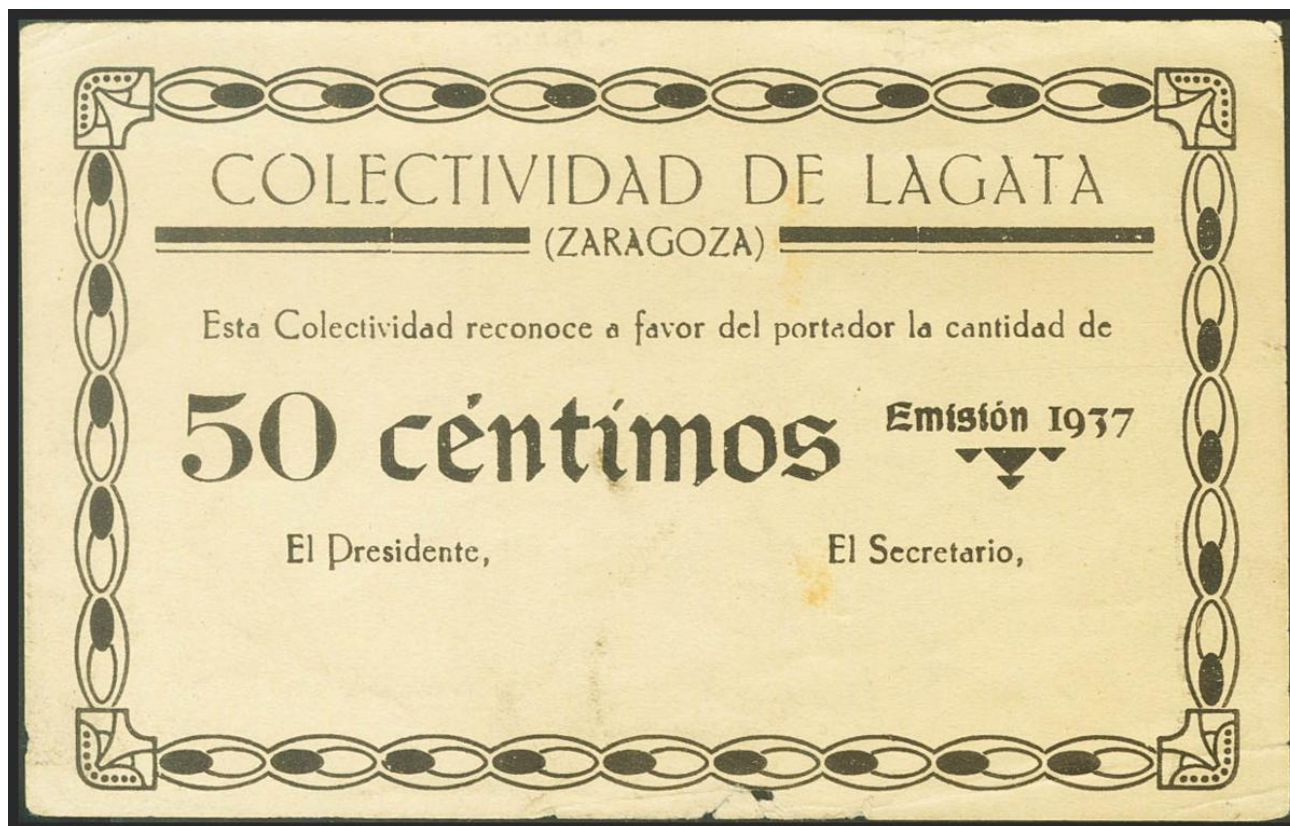 COLECTIVIDAD DE LAGATA
(ZARAGOZA)
Esta Colectividad reconoce a favor del portador la cantidad de
50 céntimos
Emisión 1937
El Presidente,
El Secretario,